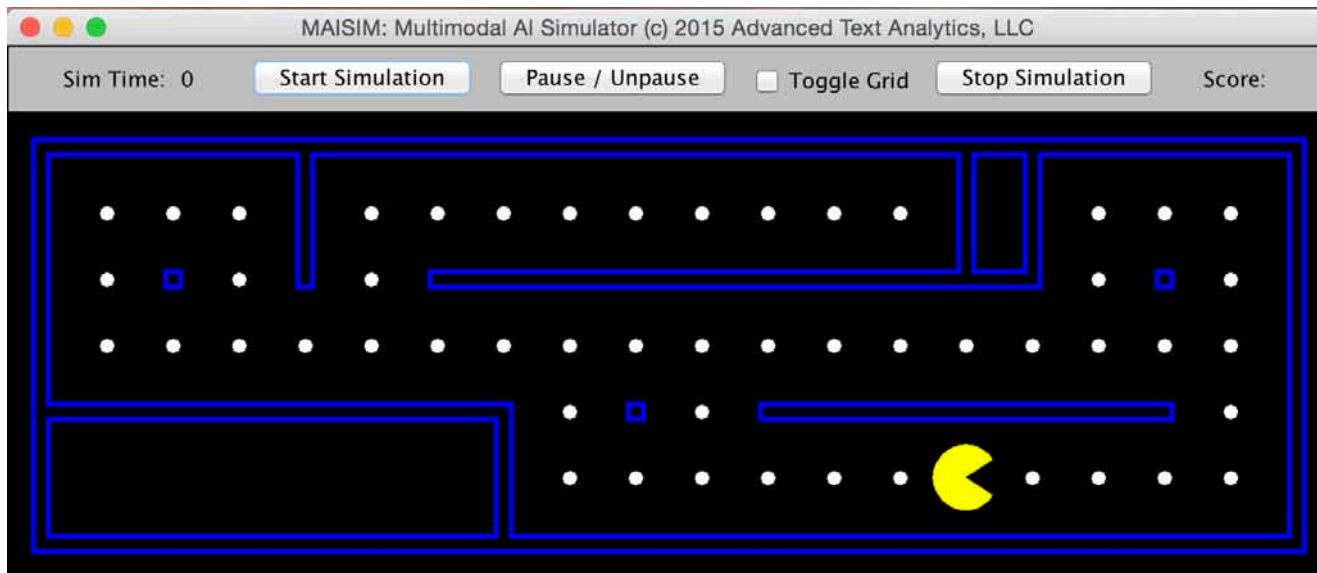 MAISIM: Multimodal AI Simulator (c) 2015 Advanced Text Analytics, LLC
Sim Time: 0 Start Simulation Pause / Unpause Toggle Grid Stop Simulation Score: